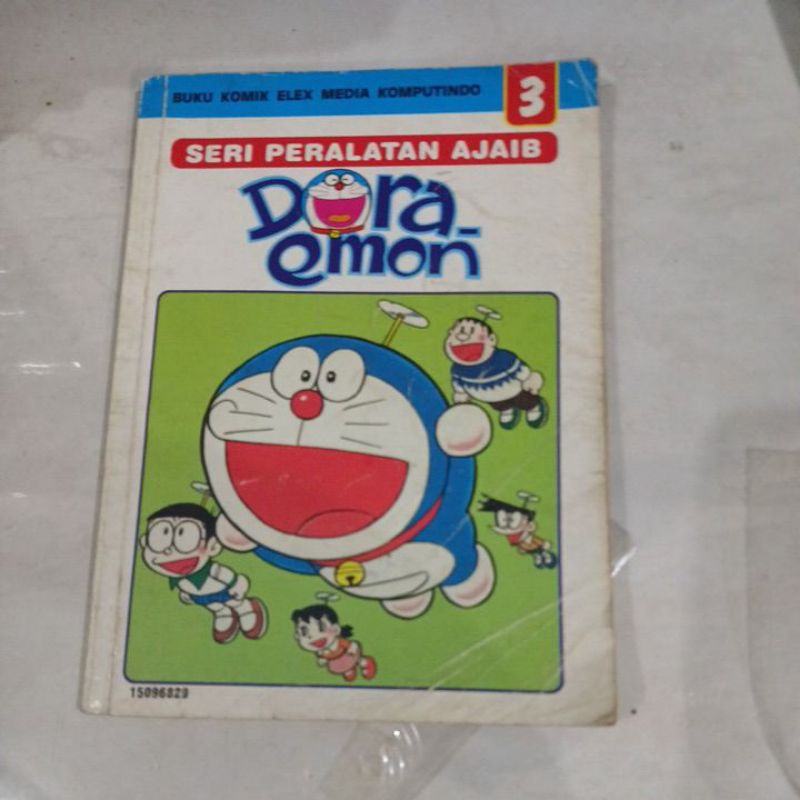 BUKU KOMIK ELEX MEDIA KOMPUTINDO
3
SERI PERALATAN AJAIB
Dora-
emon
15096829